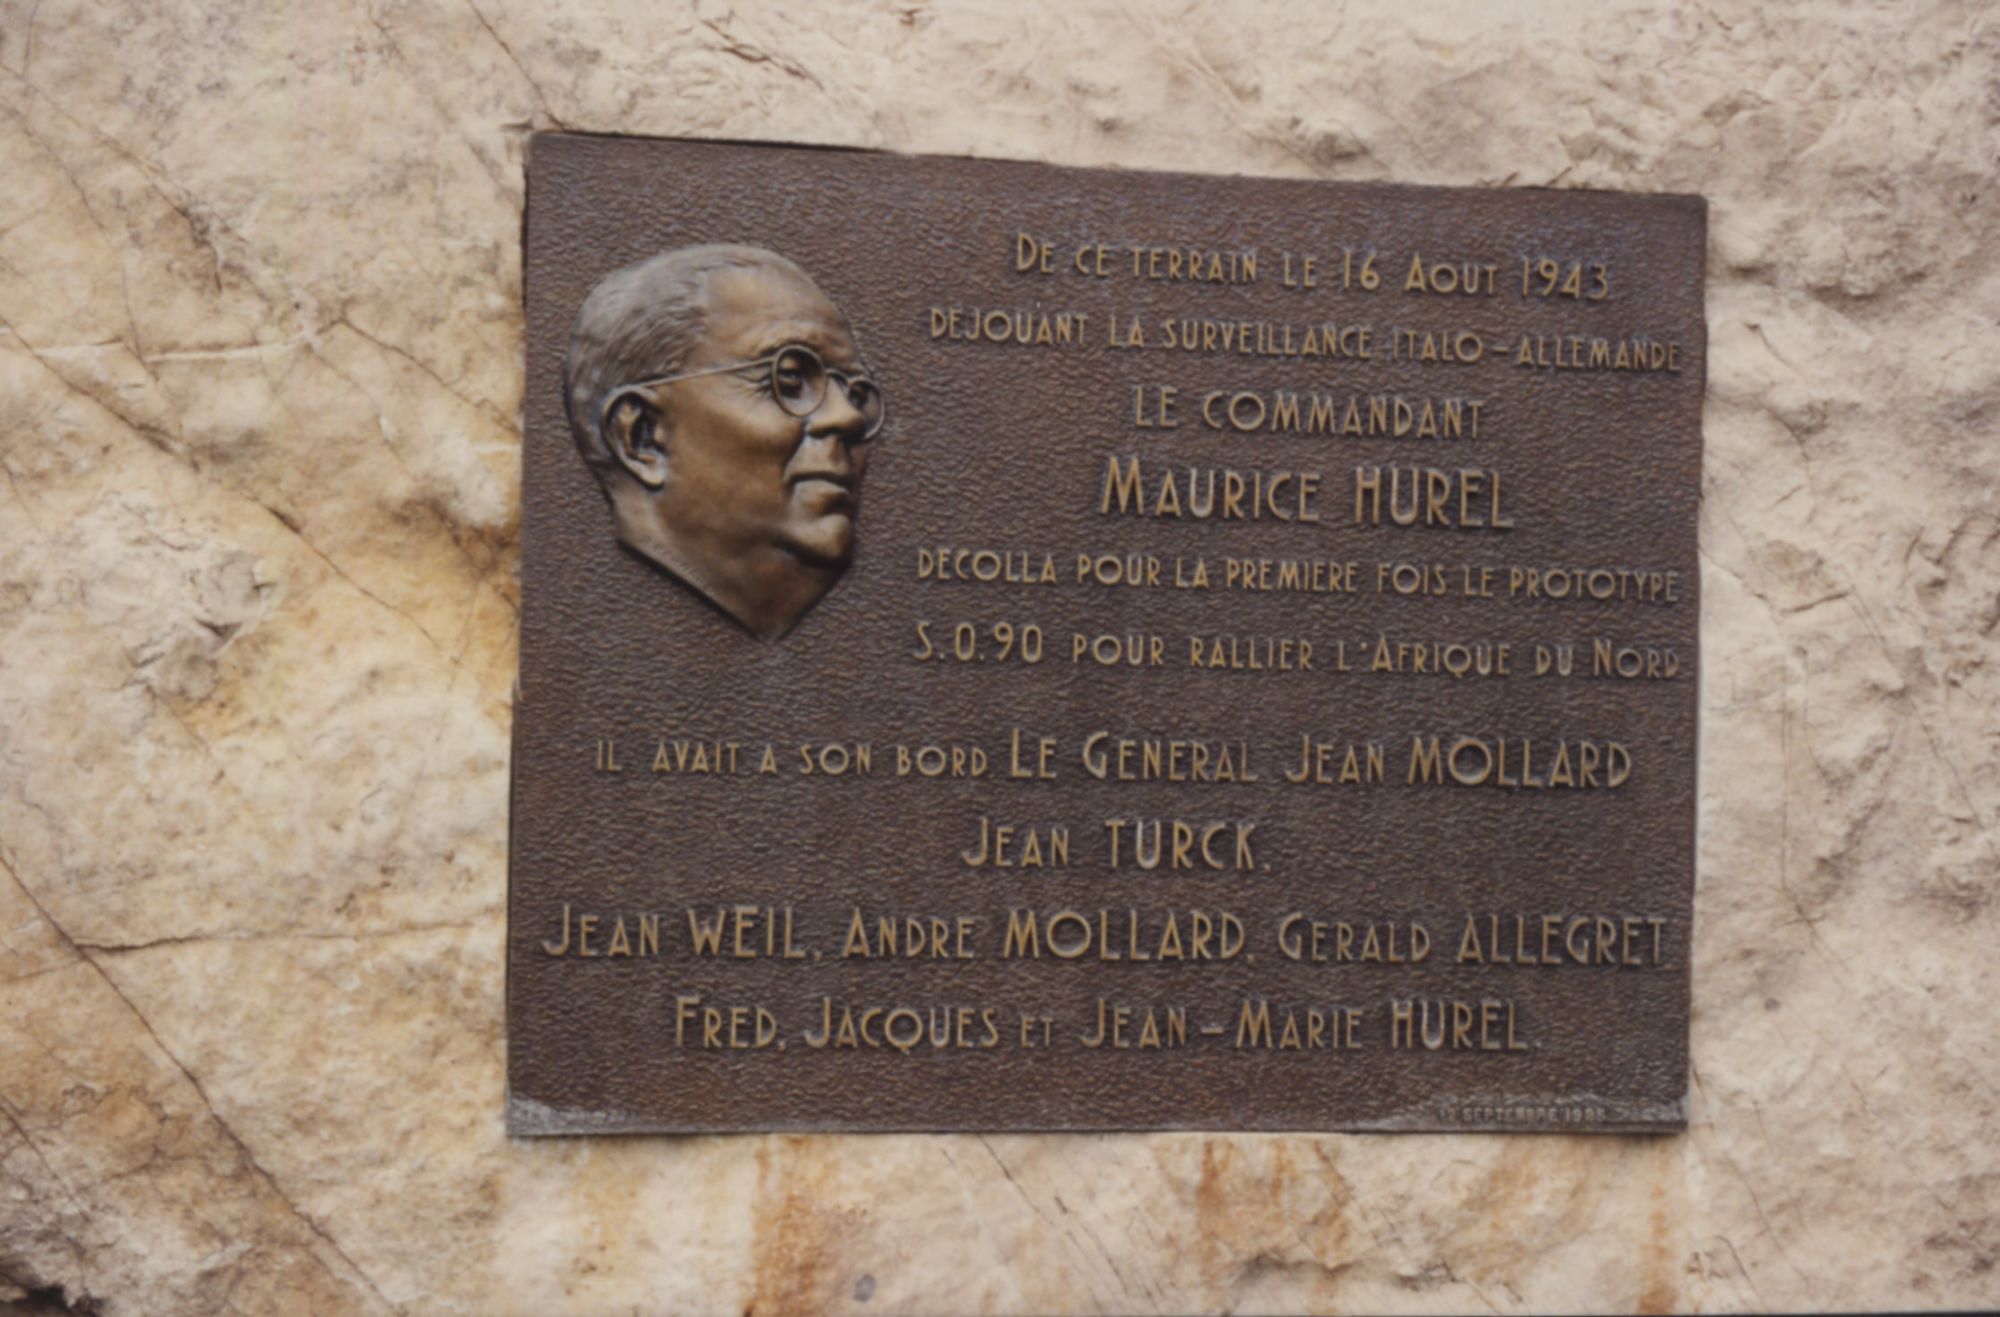 De ce terrain le 16 Aout 1943
dejouant la surveillance italo-allemande
le commandant
Maurice HUREL
decolla pour la premiere fois le prototype
S.O.90 pour rallier l'Afrique du Nord
il avait a son bord Le General Jean MOLLARD
Jean TURCK.
Jean WEIL, Andre MOLLARD, Gerald ALLEGRET
Fred, Jacques et Jean-Marie HUREL.
SEPTEMBRE